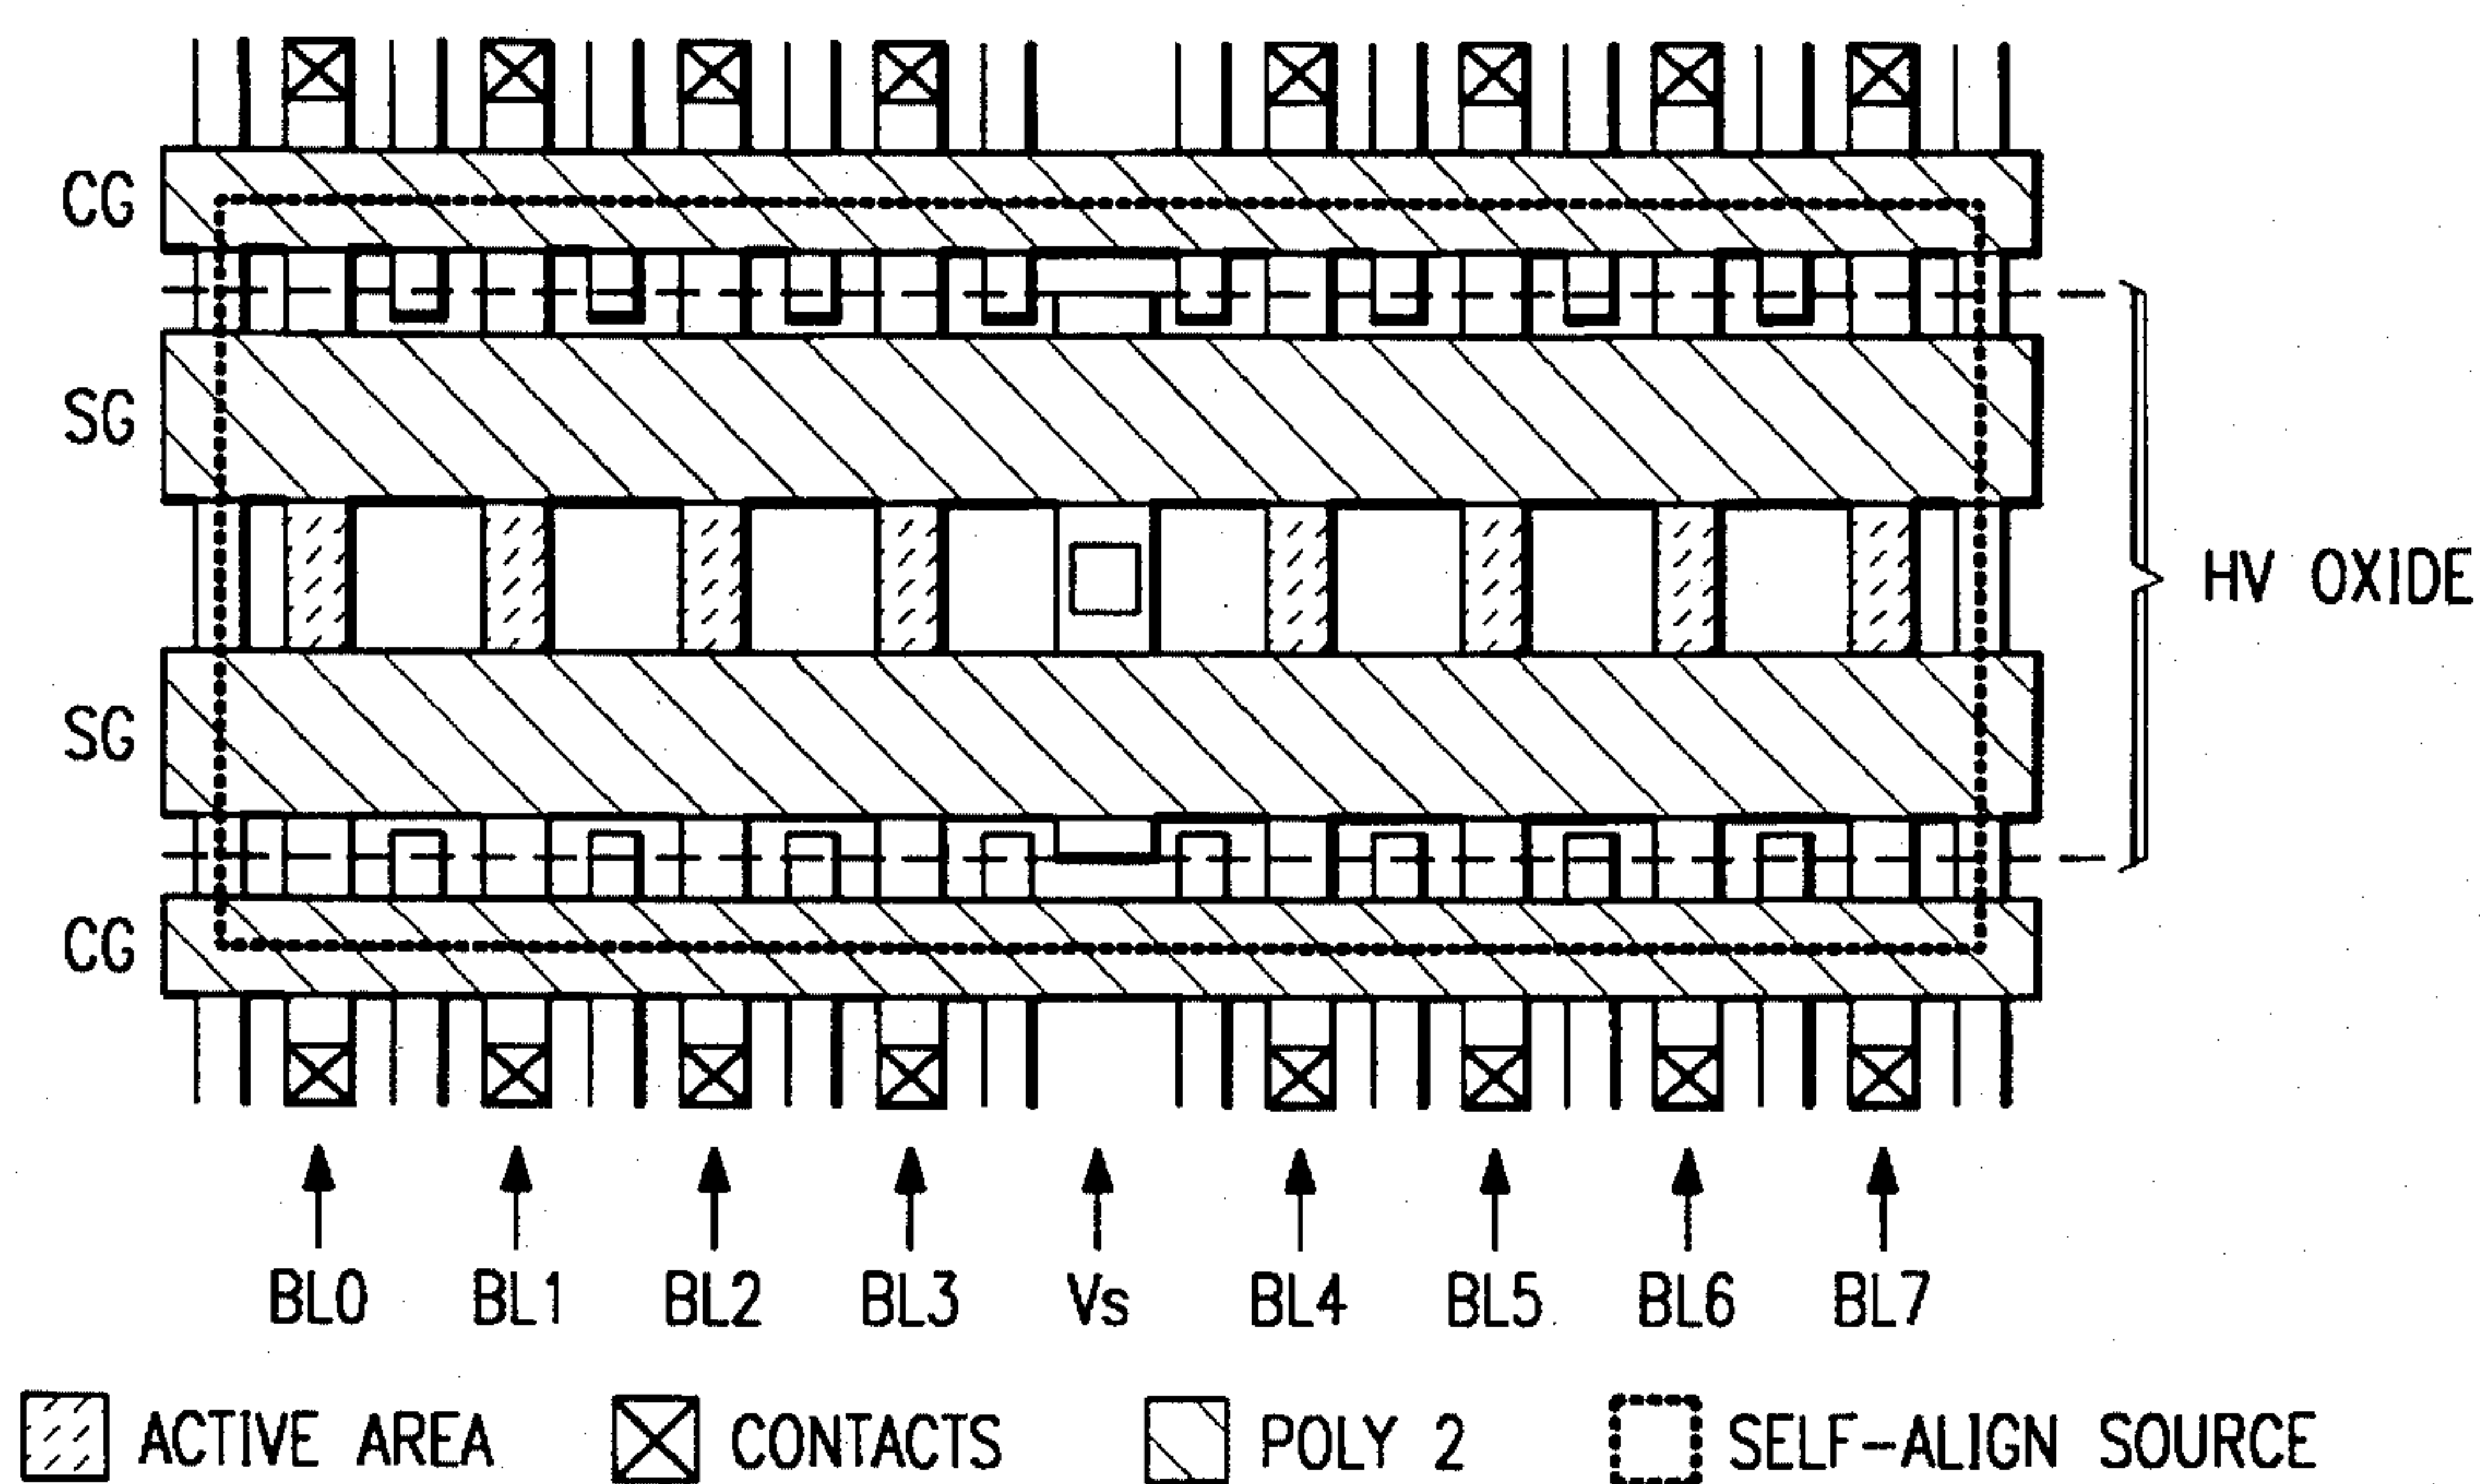 CG
SG
HV OXIDE
SG
CG
BL0 BL1 BL2 BL3 Vs BL4 BL5 BL6 BL7
ACTIVE AREA CONTACTS POLY 2 SELF-ALIGN SOURCE